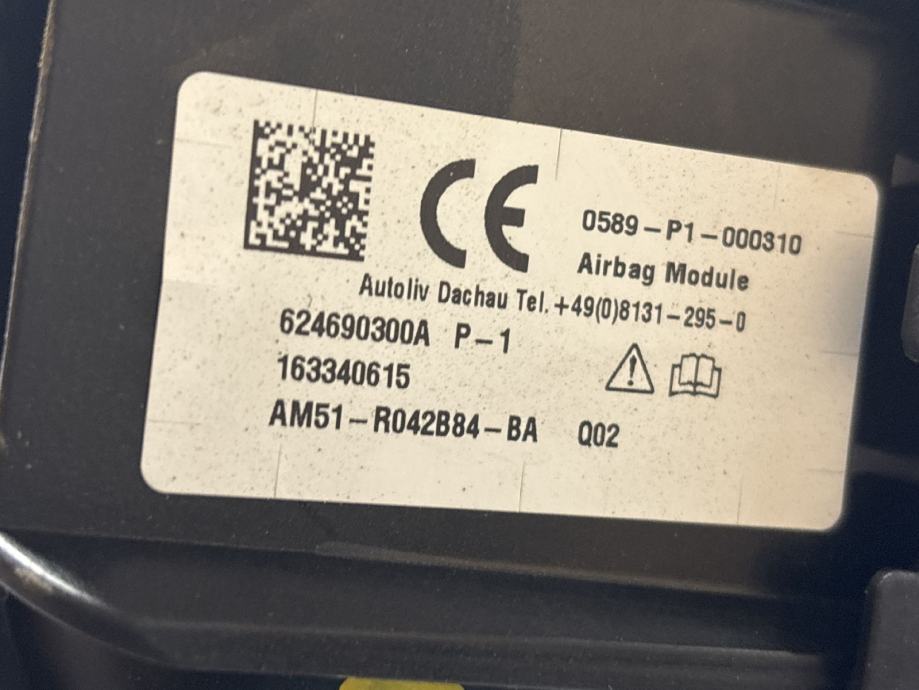 CE
0589-P1-000310
Airbag Module
Autoliv Dachau Tel. +49(0)8131-295-0
624690300A P-1
163340615
AM51-R042B84-BA Q02